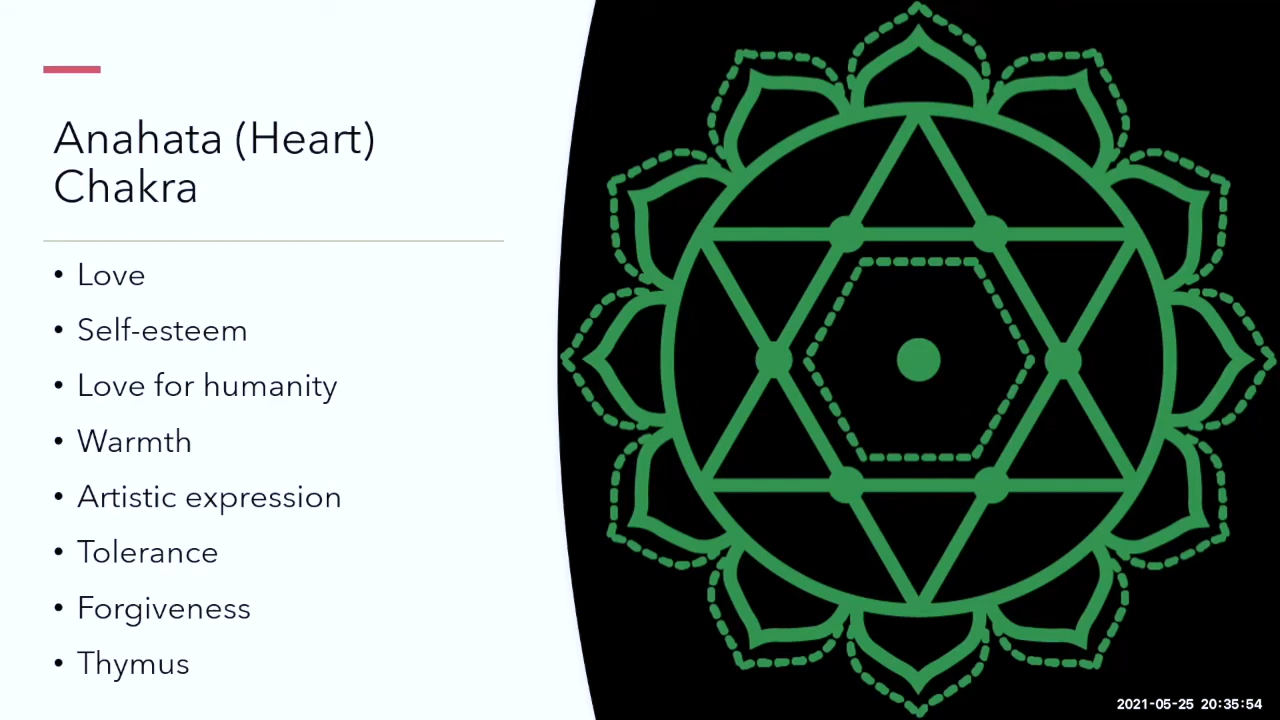 Anahata (Heart)
Chakra
• Love
• Self-esteem
• Love for humanity
• Warmth
• Artistic expression
• Tolerance
• Forgiveness
• Thymus
2021-05-25 20:35:54